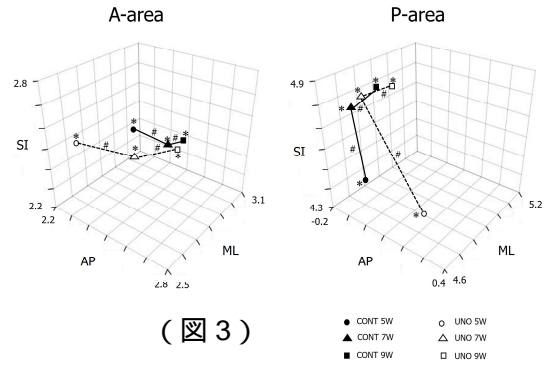 A-area
P-area
2.8
SI
2.2
2.2
AP
2.8
2.5
ML
3.1
* # * # * * # * *
4.9
SI
4.3
-0.2
AP
0.4
4.6
ML
5.2
* * * # * * # # # * *
(図3)
CONT 5W
UNO 5W
CONT 7W
UNO 7W
CONT 9W
UNO 9W